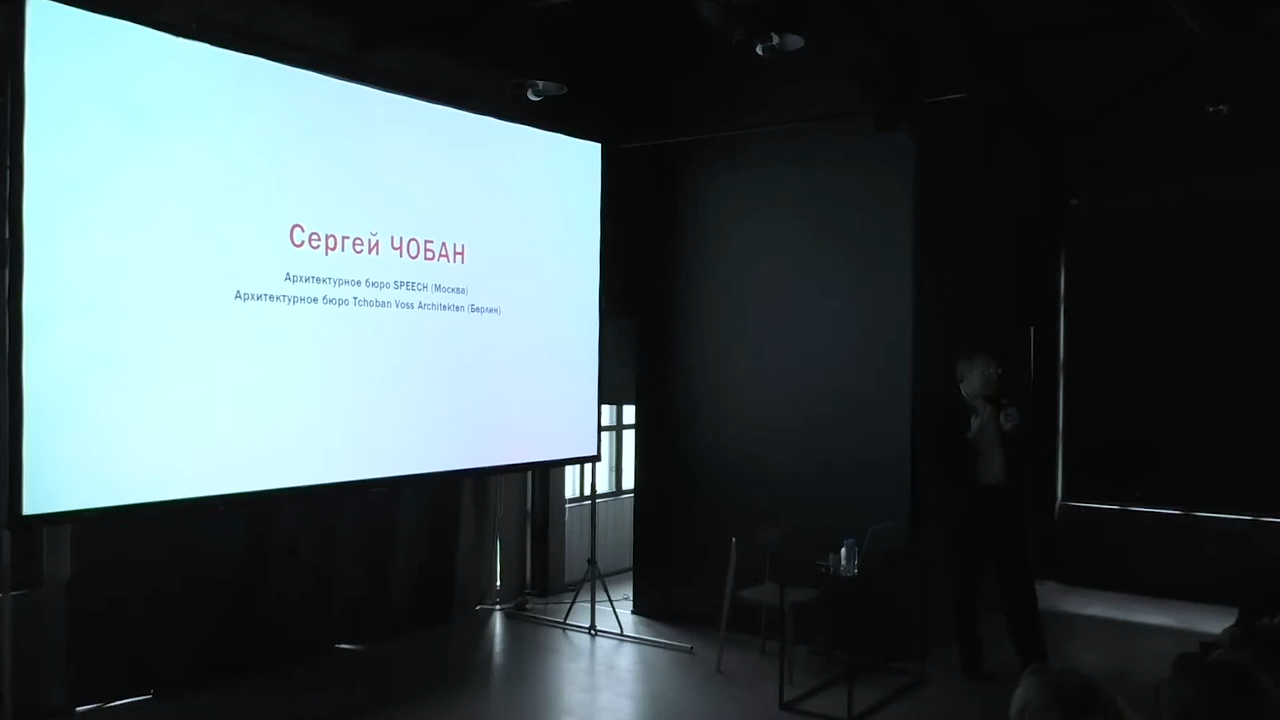 Сергей ЧОБАН
Архитектурное бюро SPEECH (Москва)
Архитектурное бюро Tchoban Voss Architekten (Берлин)